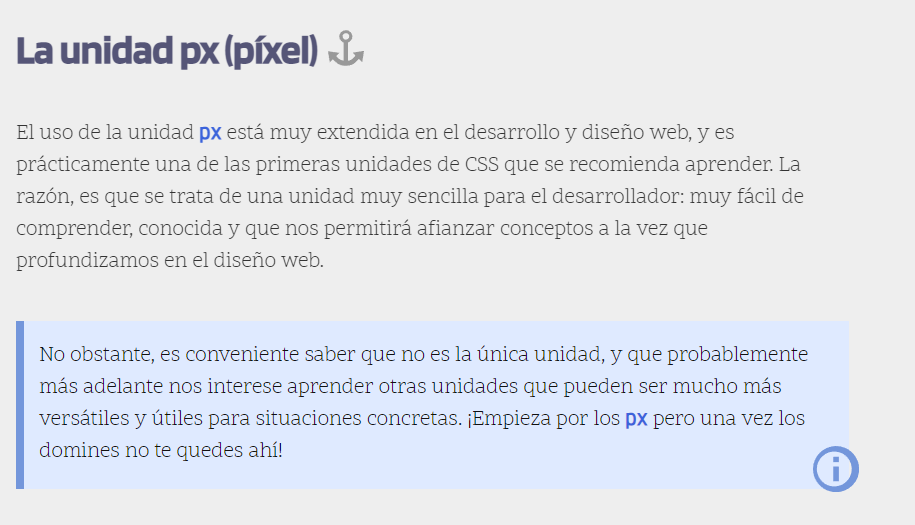 La unidad px (píxel)
El uso de la unidad px está muy extendida en el desarrollo y diseño web, y es
prácticamente una de las primeras unidades de CSS que se recomienda aprender. La
razón, es que se trata de una unidad muy sencilla para el desarrollador: muy fácil de
comprender, conocida y que nos permitirá afianzar conceptos a la vez que
profundizamos en el diseño web.
No obstante, es conveniente saber que no es la única unidad, y que probablemente
más adelante nos interese aprender otras unidades que pueden ser mucho más
versátiles y útiles para situaciones concretas. ¡Empieza por los px pero una vez los
domines no te quedes ahí!